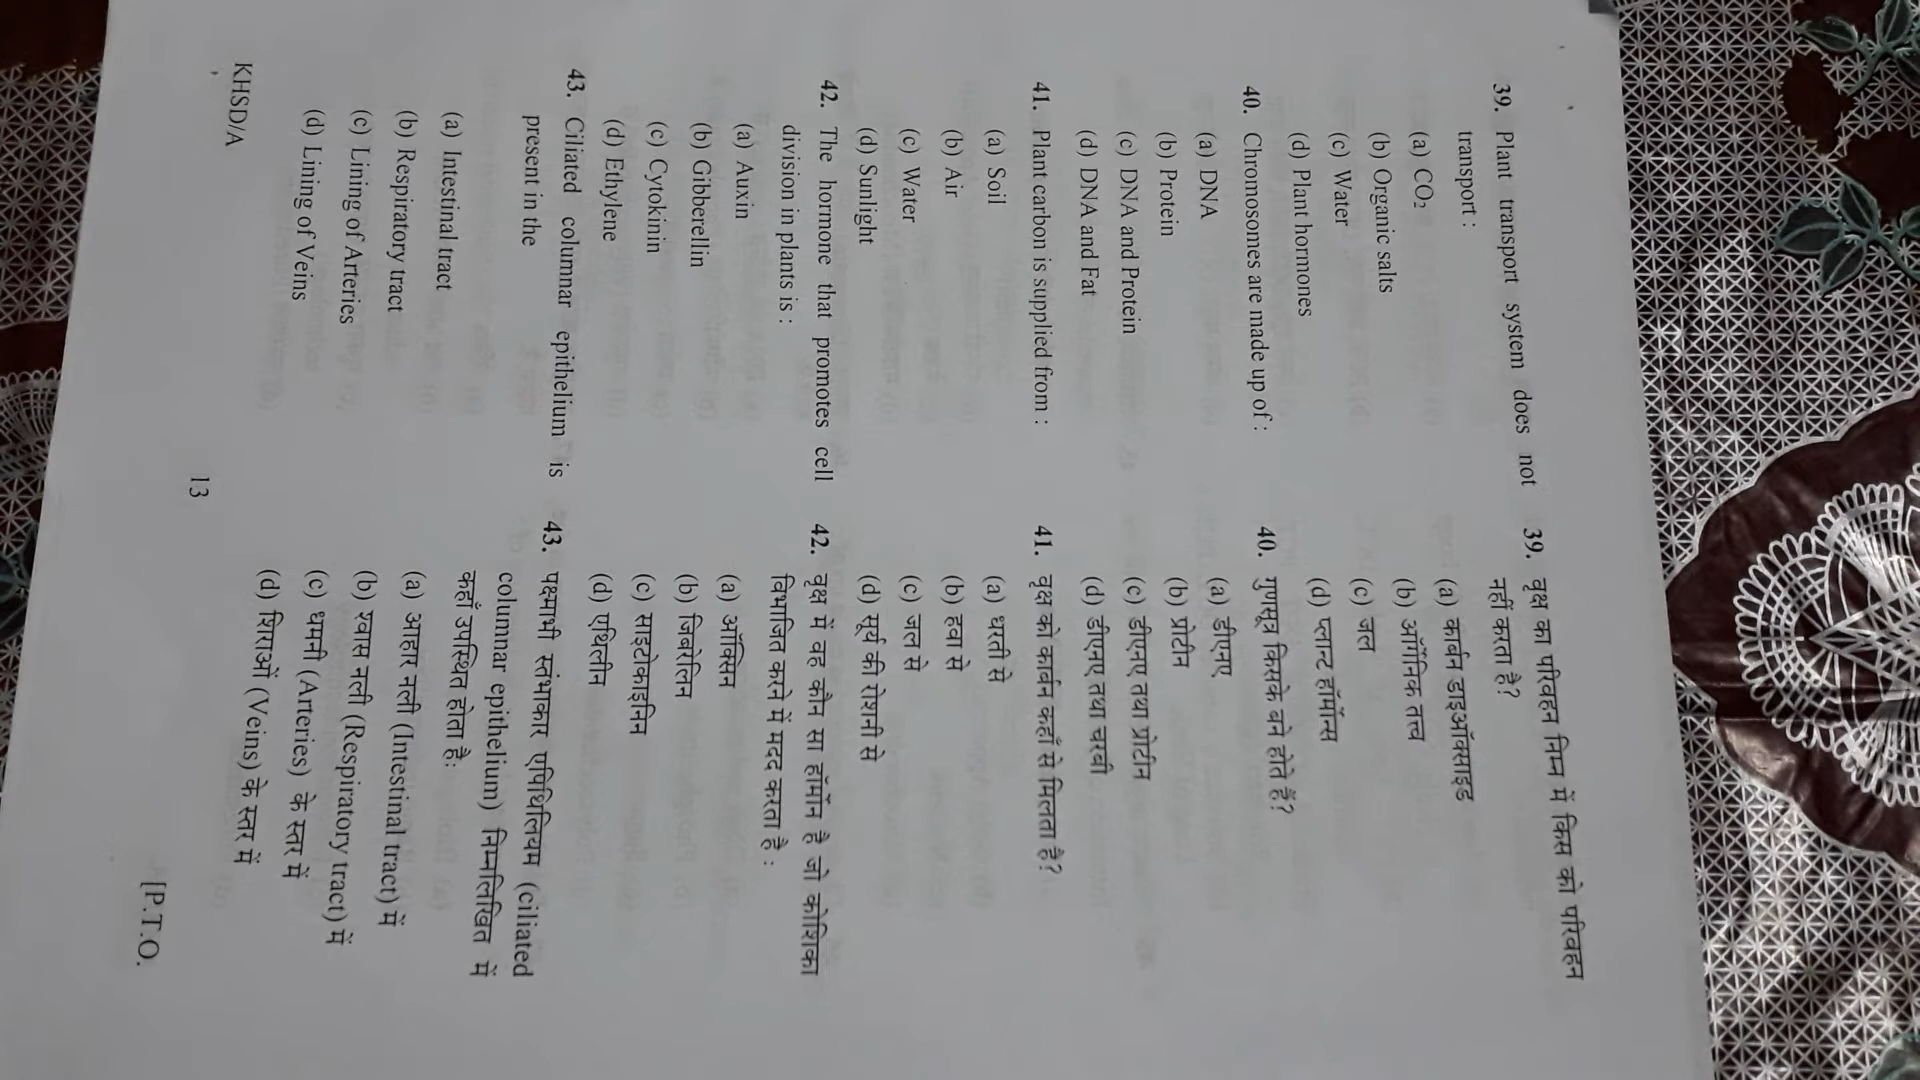 39. Plant transport system does not
transport :
(a) CO₂
(b) Organic salts
(c) Water
(d) Plant hormones
40. Chromosomes are made up of :
(a) DNA
(b) Protein
(c) DNA and Protein
(d) DNA and Fat
41. Plant carbon is supplied from :
(a) Soil
(b) Air
(c) Water
(d) Sunlight
42. The hormone that promotes cell
division in plants is :
(a) Auxin
(b) Gibberellin
(c) Cytokinin
(d) Ethylene
43. Ciliated columnar epithelium is
present in the
(a) Intestinal tract
(b) Respiratory tract
(c) Lining of Arteries
(d) Lining of Veins
39. वृक्ष का परिवहन निम्न में किस को परिवहन
नहीं करता है?
(a) कार्बन डाइऑक्साइड
(b) ऑर्गेनिक तत्त्व
(c) जल
(d) प्लान्ट हॉर्मोन्स
40. गुणसूत्र किसके बने होते हैं?
(a) डीएनए
(b) प्रोटीन
(c) डीएनए तथा प्रोटीन
(d) डीएनए तथा चरबी
41. वृक्ष को कार्बन कहाँ से मिलता है?
(a) धरती से
(b) हवा से
(c) जल से
(d) सूर्य की रोशनी से
42. वृक्ष में वह कौन सा हॉर्मोन है जो कोशिका
विभाजित करने में मदद करता है :
(a) ऑक्सिन
(b) जिबरेलिन
(c) साइटोकाइनिन
(d) एथिलीन
43. पक्ष्माभी स्तंभाकार एपिथिलियम (ciliated
columnar epithelium) निम्नलिखित में
कहाँ उपस्थित होता है:
(a) आहार नली (Intestinal tract) में
(b) श्वास नली (Respiratory tract) में
(c) धमनी (Arteries) के स्तर में
(d) शिराओं (Veins) के स्तर में
KHSD/A
13
[P.T.O.